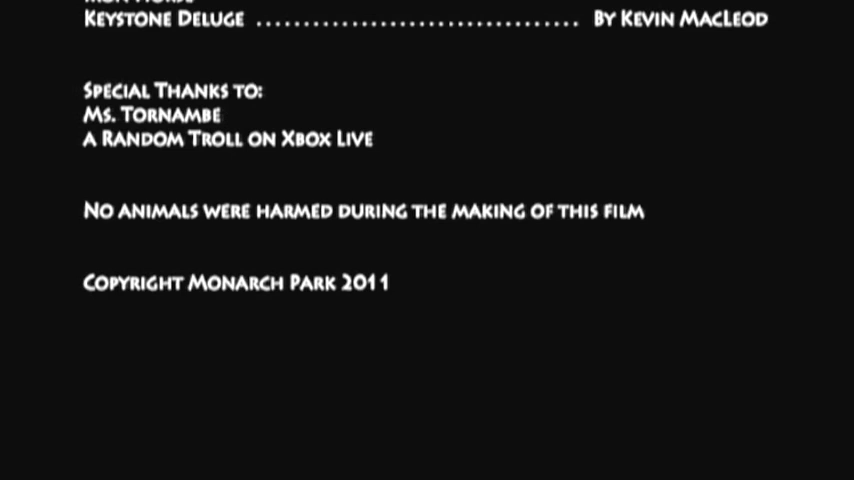 Keystone Deluge .................................. By Kevin MacLeod
Special Thanks to:
Ms. Tornambe
A Random Troll on Xbox Live
No animals were harmed during the making of this film
Copyright Monarch Park 2011